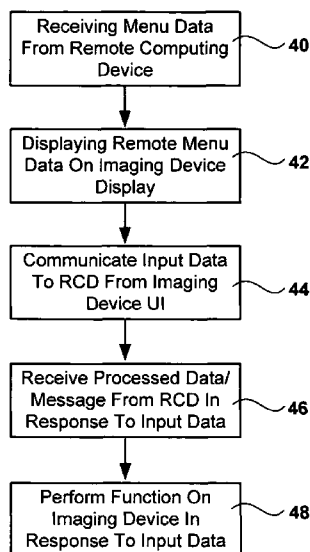 Receiving Menu Data
From Remote Computing
Device
40
Displaying Remote Menu
Data On Imaging Device
Display
42
Communicate Input Data
To RCD From Imaging
Device UI
44
Receive Processed Data/
Message From RCD In
Response To Input Data
46
Perform Function On
Imaging Device In
Response To Input Data
48